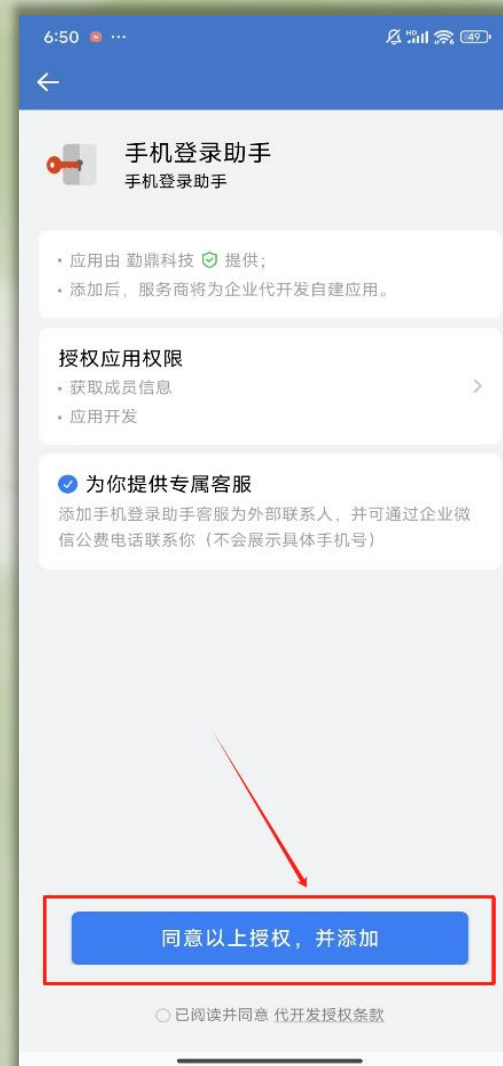 6:50 ...
HD 49
手机登录助手
手机登录助手
• 应用由 勤鼎科技 提供；
• 添加后，服务商将为企业代开发自建应用。
授权应用权限
• 获取成员信息
• 应用开发
为你提供专属客服
添加手机登录助手客服为外部联系人，并可通过企业微
信公费电话联系你（不会展示具体手机号）
同意以上授权，并添加
已阅读并同意 代开发授权条款